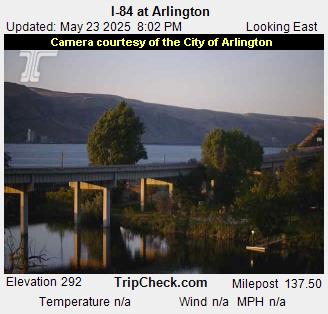 I-84 at Arlington
Updated: May 23 2025 8:02 PM Looking East
Camera courtesy of the City of Arlington
Elevation 292 TripCheck.com Milepost 137.50
Temperature n/a Wind n/a MPH n/a